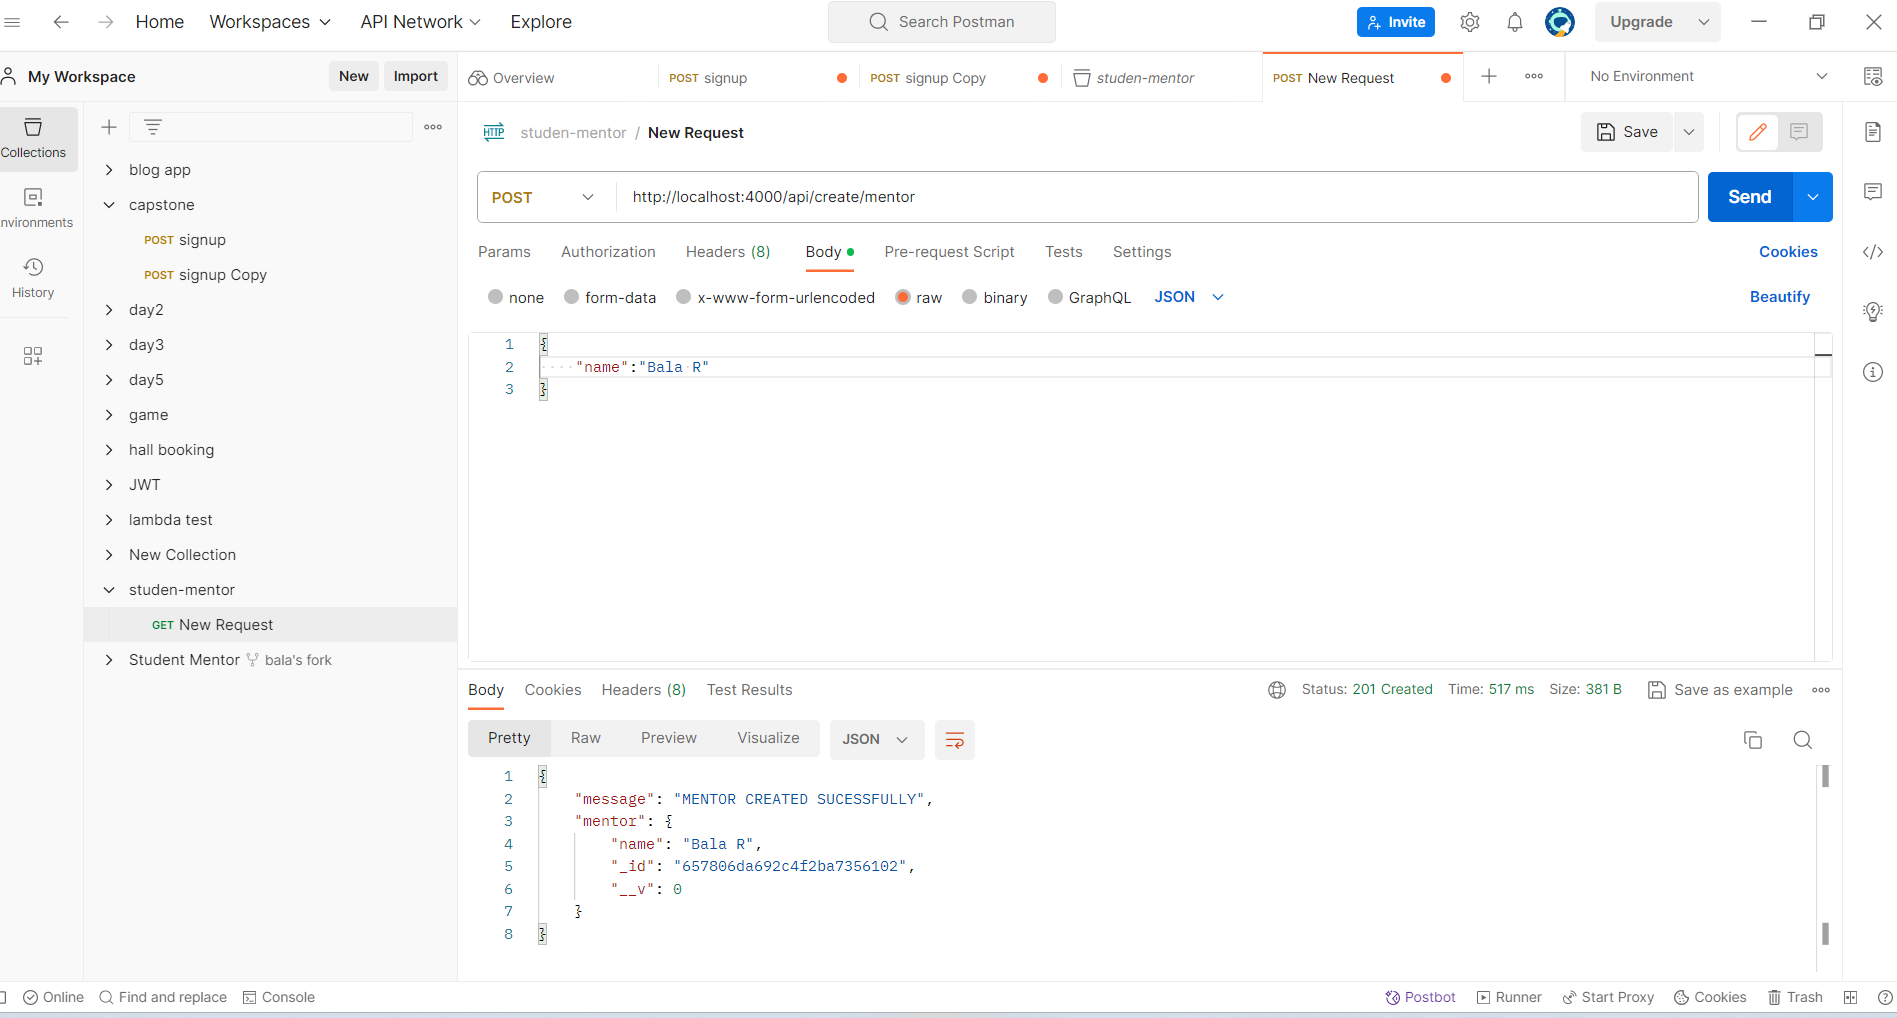 Home Workspaces API Network Explore Search Postman Invite Upgrade
My Workspace New Import Overview POST signup POST signup Copy studen-mentor POST New Request No Environment
Collections
nvironments
History
blog app
capstone
POST signup
POST signup Copy
day2
day3
day5
game
hall booking
JWT
lambda test
New Collection
studen-mentor
GET New Request
Student Mentor bala's fork
HTTP studen-mentor / New Request Save
POST http://localhost:4000/api/create/mentor Send
Params Authorization Headers (8) Body Pre-request Script Tests Settings Cookies
none form-data x-www-form-urlencoded raw binary GraphQL JSON Beautify
1 {
2 "name":"Bala R"
3 }
Body Cookies Headers (8) Test Results Status: 201 Created Time: 517 ms Size: 381 B Save as example
Pretty Raw Preview Visualize JSON
1 {
2 "message": "MENTOR CREATED SUCESSFULLY",
3 "mentor": {
4 "name": "Bala R",
5 "_id": "657806da692c4f2ba7356102",
6 "__v": 0
7 }
8 }
Online Find and replace Console Postbot Runner Start Proxy Cookies Trash